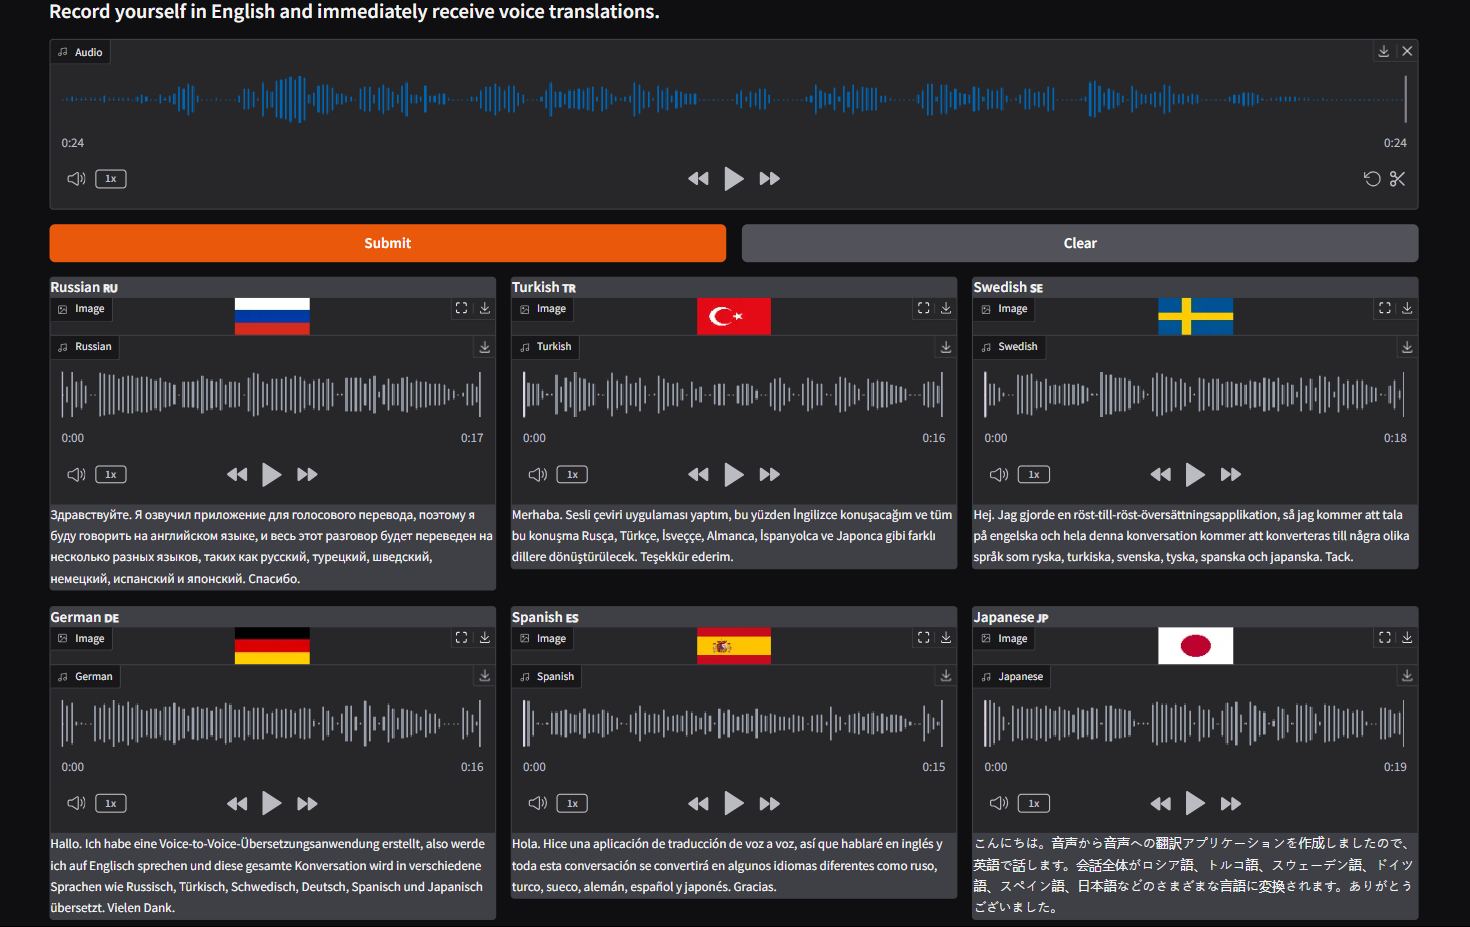 Record yourself in English and immediately receive voice translations.
Audio
0:24
0:24
1x
Submit
Clear
Russian RU
Image
Russian
0:00
0:17
1x
Здравствуйте. Я озвучил приложение для голосового перевода, поэтому я
буду говорить на английском языке, и весь этот разговор будет переведен на
несколько разных языков, таких как русский, турецкий, шведский,
немецкий, испанский и японский. Спасибо.
Turkish TR
Image
Turkish
0:00
0:16
1x
Merhaba. Sesli çeviri uygulaması yaptım, bu yüzden İngilizce konuşacağım ve tüm
bu konuşma Rusça, Türkçe, İsveççe, Almanca, İspanyolca ve Japonca gibi farklı
dillere dönüştürülecek. Teşekkür ederim.
Swedish SE
Image
Swedish
0:00
0:18
1x
Hej. Jag gjorde en röst-till-röst-översättningsapplikation, så jag kommer att tala
på engelska och hela denna konversation kommer att konverteras till några olika
språk som ryska, turkiska, svenska, tyska, spanska och japanska. Tack.
German DE
Image
German
0:00
0:16
1x
Hallo. Ich habe eine Voice-to-Voice-Übersetzungsanwendung erstellt, also werde
ich auf Englisch sprechen und diese gesamte Konversation wird in verschiedene
Sprachen wie Russisch, Türkisch, Schwedisch, Deutsch, Spanisch und Japanisch
übersetzt. Vielen Dank.
Spanish ES
Image
Spanish
0:00
0:15
1x
Hola. Hice una aplicación de traducción de voz a voz, así que hablaré en inglés y
toda esta conversación se convertirá en algunos idiomas diferentes como ruso,
turco, sueco, alemán, español y japonés. Gracias.
Japanese JP
Image
Japanese
0:00
0:19
1x
こんにちは。音声から音声への翻訳アプリケーションを作成しましたので、
英語で話します。会話全体がロシア語、トルコ語、スウェーデン語、ドイツ
語、スペイン語、日本語などのさまざまな言語に変換されます。ありがとう
ございました。